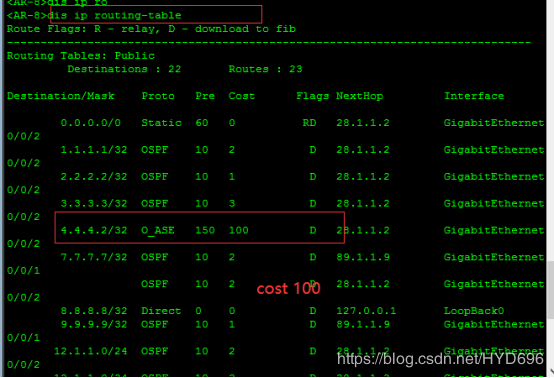 <AR-8>dis ip ro
<AR-8>dis ip routing-table
Route Flags: R - relay, D - download to fib
------------------------------------------------------------------------------
Routing Tables: Public
Destinations : 22 Routes : 23
Destination/Mask Proto Pre Cost Flags NextHop Interface
0.0.0.0/0 Static 60 0 RD 28.1.1.2 GigabitEthernet
0/0/2
1.1.1.1/32 OSPF 10 2 D 28.1.1.2 GigabitEthernet
0/0/2
2.2.2.2/32 OSPF 10 1 D 28.1.1.2 GigabitEthernet
0/0/2
3.3.3.3/32 OSPF 10 3 D 28.1.1.2 GigabitEthernet
0/0/2
4.4.4.2/32 O_ASE 150 100 D 28.1.1.2 GigabitEthernet
0/0/2
7.7.7.7/32 OSPF 10 2 D 89.1.1.9 GigabitEthernet
0/0/1
OSPF 10 2 D 28.1.1.2 GigabitEthernet
0/0/2
cost 100
8.8.8.8/32 Direct 0 0 D 127.0.0.1 LoopBack0
9.9.9.9/32 OSPF 10 1 D 89.1.1.9 GigabitEthernet
0/0/1
12.1.1.0/24 OSPF 10 2 D 28.1.1.2 GigabitEthernet
0/0/2
https://blog.csdn.net/HYD696